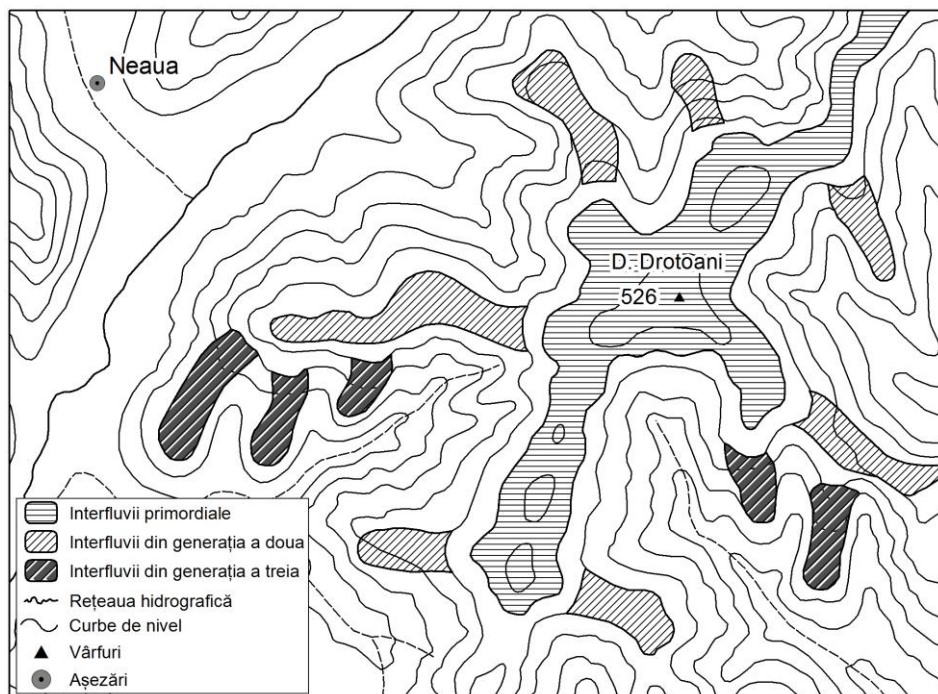 Neaua
D. Drotoani
526
Interfluvii primordiale
Interfluvii din generația a doua
Interfluvii din generația a treia
Rețeaua hidrografică
Curbe de nivel
Vârfuri
Așezări